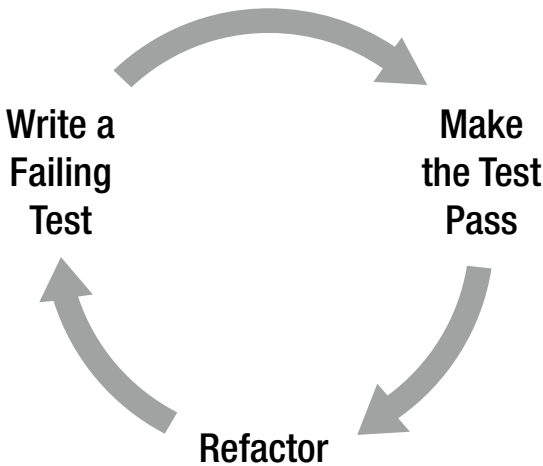 Write a
Failing
Test
Make
the Test
Pass
Refactor